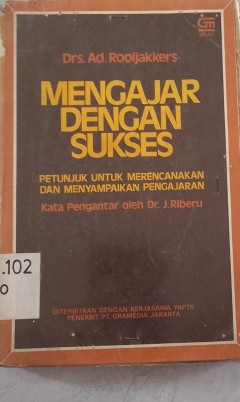 Drs. Ad. Rooijakkers
MENGAJAR
DENGAN
SUKSES
PETUNJUK UNTUK MERENCANAKAN
DAN MENYAMPAIKAN PENGAJARAN
Kata Pengantar oleh Dr. J.Riberu
.102
o
DITERBITKAN DENGAN KERJASAMA YKPTK
PENERBIT PT GRAMEDIA JAKARTA